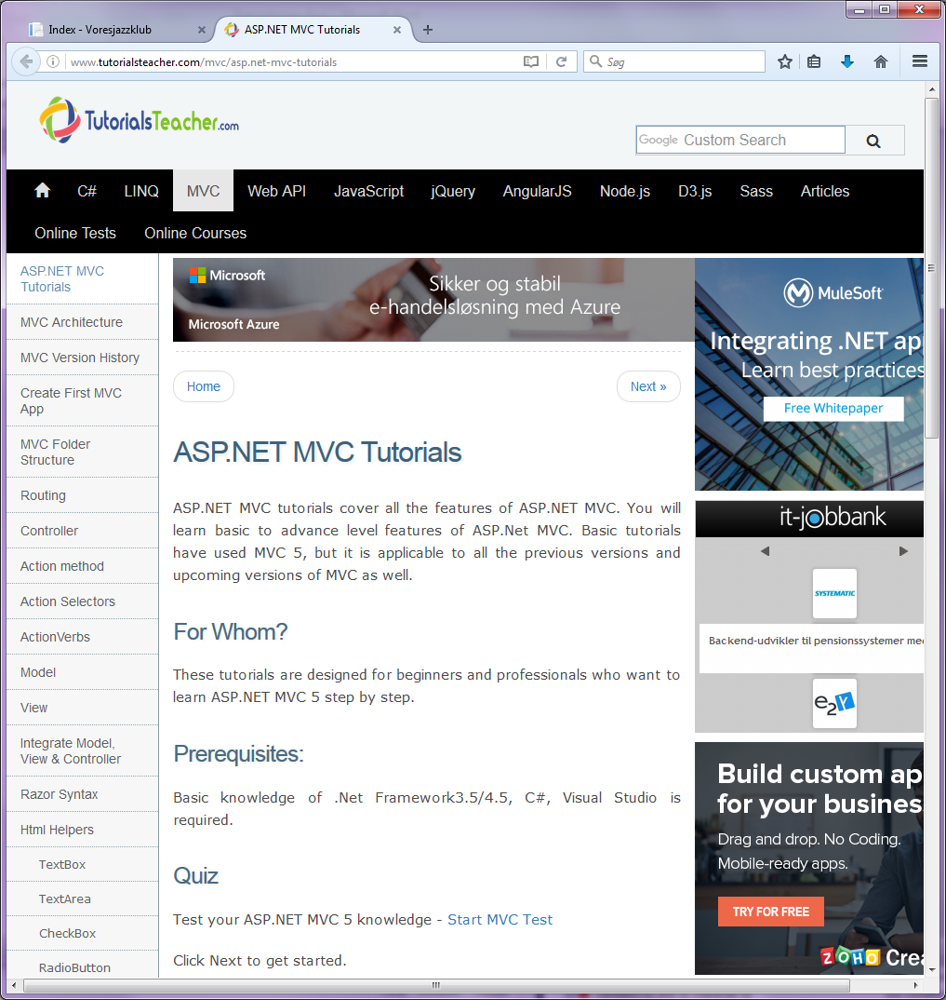 Index - Voresjazzklub
ASP.NET MVC Tutorials
www.tutorialsteacher.com/mvc/asp.net-mvc-tutorials
Søg
TutorialsTeacher.com
Google Custom Search
C# LINQ MVC Web API JavaScript jQuery AngularJS Node.js D3.js Sass Articles
Online Tests Online Courses
ASP.NET MVC
Tutorials
MVC Architecture
MVC Version History
Create First MVC
App
MVC Folder
Structure
Routing
Controller
Action method
Action Selectors
ActionVerbs
Model
View
Integrate Model,
View & Controller
Razor Syntax
Html Helpers
TextBox
TextArea
CheckBox
RadioButton
Microsoft
Microsoft Azure
Sikker og stabil
e-handelsløsning med Azure
Home
Next »
ASP.NET MVC Tutorials
ASP.NET MVC tutorials cover all the features of ASP.NET MVC. You will
learn basic to advance level features of ASP.Net MVC. Basic tutorials
have used MVC 5, but it is applicable to all the previous versions and
upcoming versions of MVC as well.
For Whom?
These tutorials are designed for beginners and professionals who want to
learn ASP.NET MVC 5 step by step.
Prerequisites:
Basic knowledge of .Net Framework3.5/4.5, C#, Visual Studio is
required.
Quiz
Test your ASP.NET MVC 5 knowledge - Start MVC Test
Click Next to get started.
MuleSoft
Integrating .NET ap
Learn best practices
Free Whitepaper
it-jobbank
SYSTEMATIC
Backend-udvikler til pensionssystemer me
e2y
Build custom ap
for your busines
Drag and drop. No Coding.
Mobile-ready apps.
TRY FOR FREE
ZOHO Crea